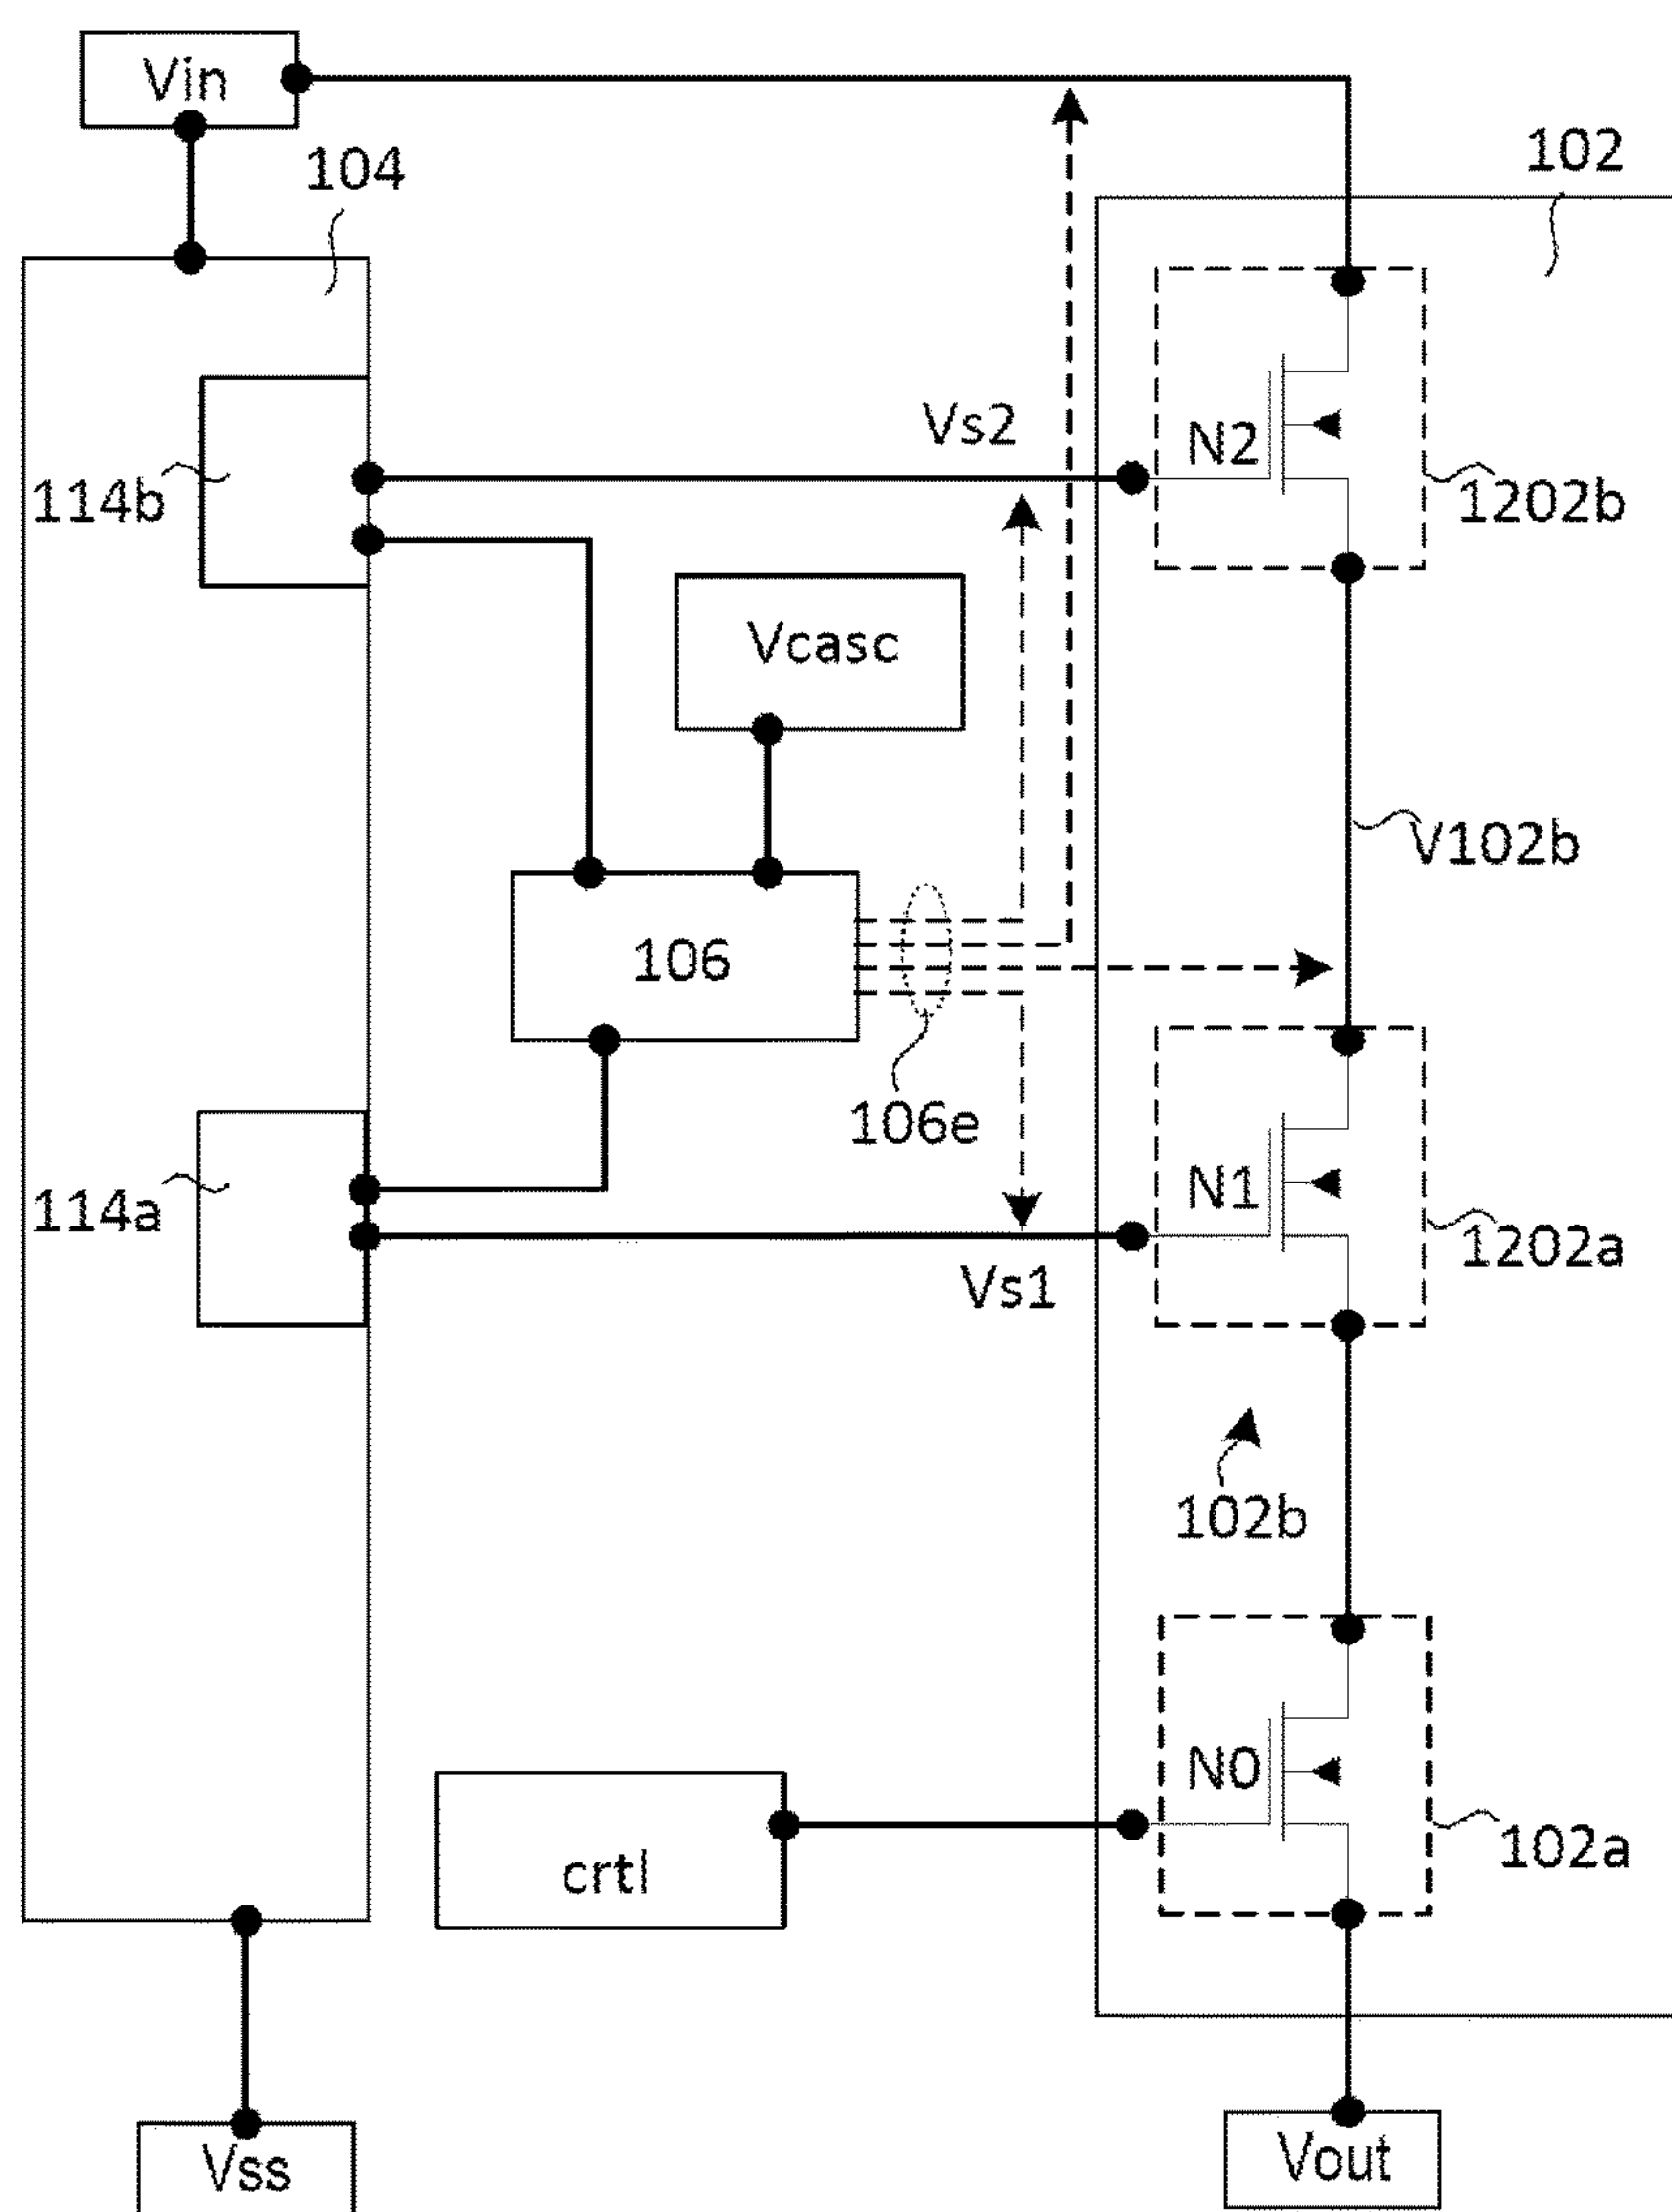 Vin
104
102
Vs2
N2
114b
1202b
Vcasc
V102b
106
106e
N1
114a
1202a
Vs1
102b
N0
crtl
102a
Vss
Vout